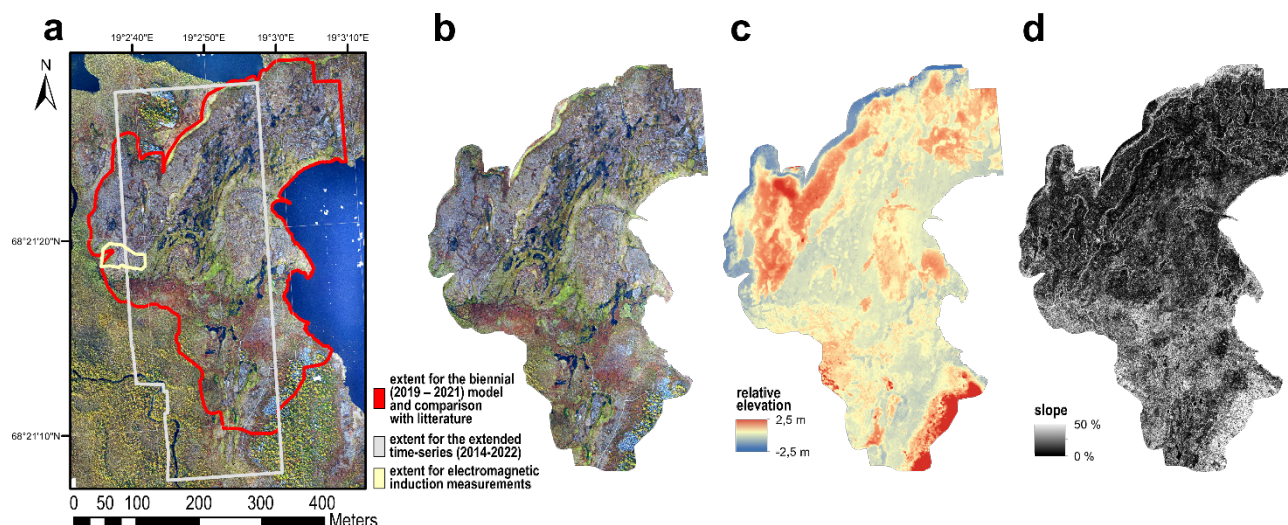 a
b
c
d
19°2'40"E 19°2'50"E 19°3'0"E 19°3'10"E
N
68°21'20"N
68°21'10"N
0 50 100 200 300 400
Meters
extent for the biennial
(2019 – 2021) model
and comparison
with litterature
extent for the extended
time-series (2014-2022)
extent for electromagnetic
induction measurements
relative
elevation
2,5 m
-2,5 m
slope
50 %
0 %